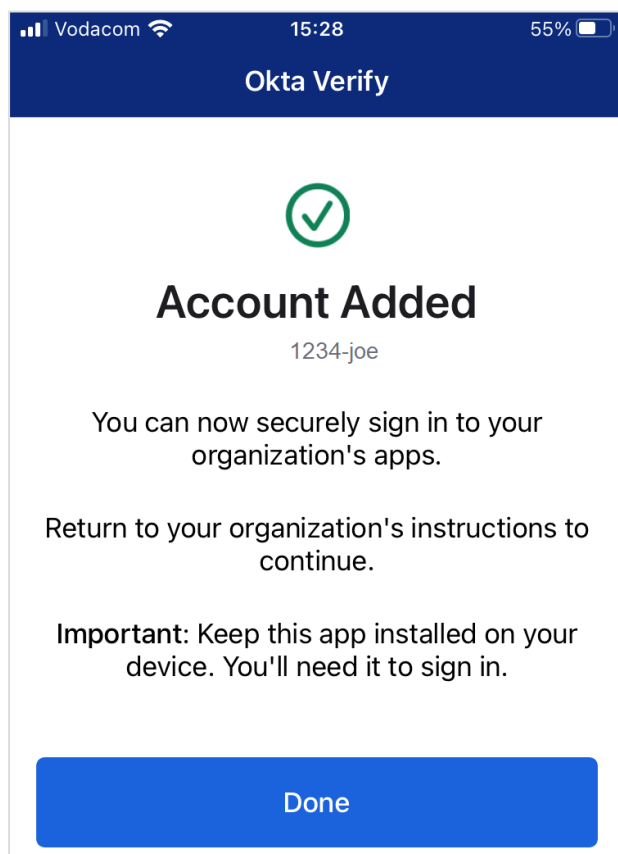 Vodacom 15:28 55%
Okta Verify
Account Added
1234-joe
You can now securely sign in to your
organization's apps.
Return to your organization's instructions to
continue.
Important: Keep this app installed on your
device. You'll need it to sign in.
Done